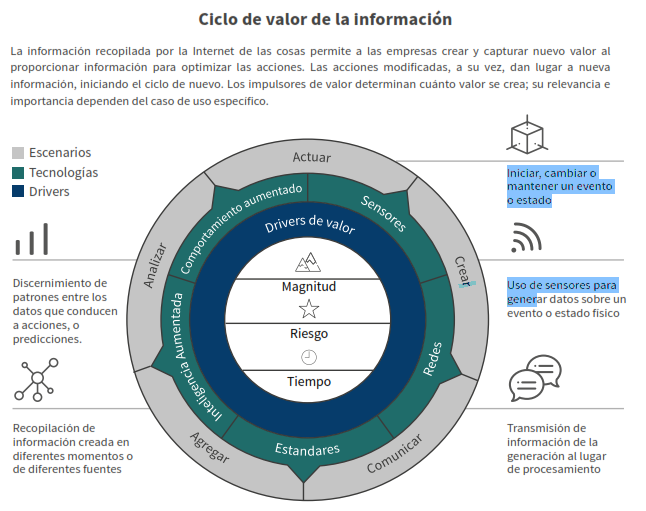 Ciclo de valor de la información
La información recopilada por la Internet de las cosas permite a las empresas crear y capturar nuevo valor al
proporcionar información para optimizar las acciones. Las acciones modificadas, a su vez, dan lugar a nueva
información, iniciando el ciclo de nuevo. Los impulsores de valor determinan cuánto valor se crea; su relevancia e
importancia dependen del caso de uso específico.
Escenarios
Tecnologías
Drivers
Actuar
Iniciar, cambiar o
mantener un evento
o estado
Comportamiento aumentado
Sensores
Drivers de valor
Analizar
Crear
Discernimiento de
patrones entre los
datos que conducen
a acciones, o
predicciones.
Magnitud
Riesgo
Tiempo
Uso de sensores para
generar datos sobre un
evento o estado físico
Inteligencia Aumentada
Redes
Recopilación de
información creada en
diferentes momentos o
de diferentes fuentes
Agregar
Estandares
Comunicar
Transmisión de
información de la
generación al lugar
de procesamiento